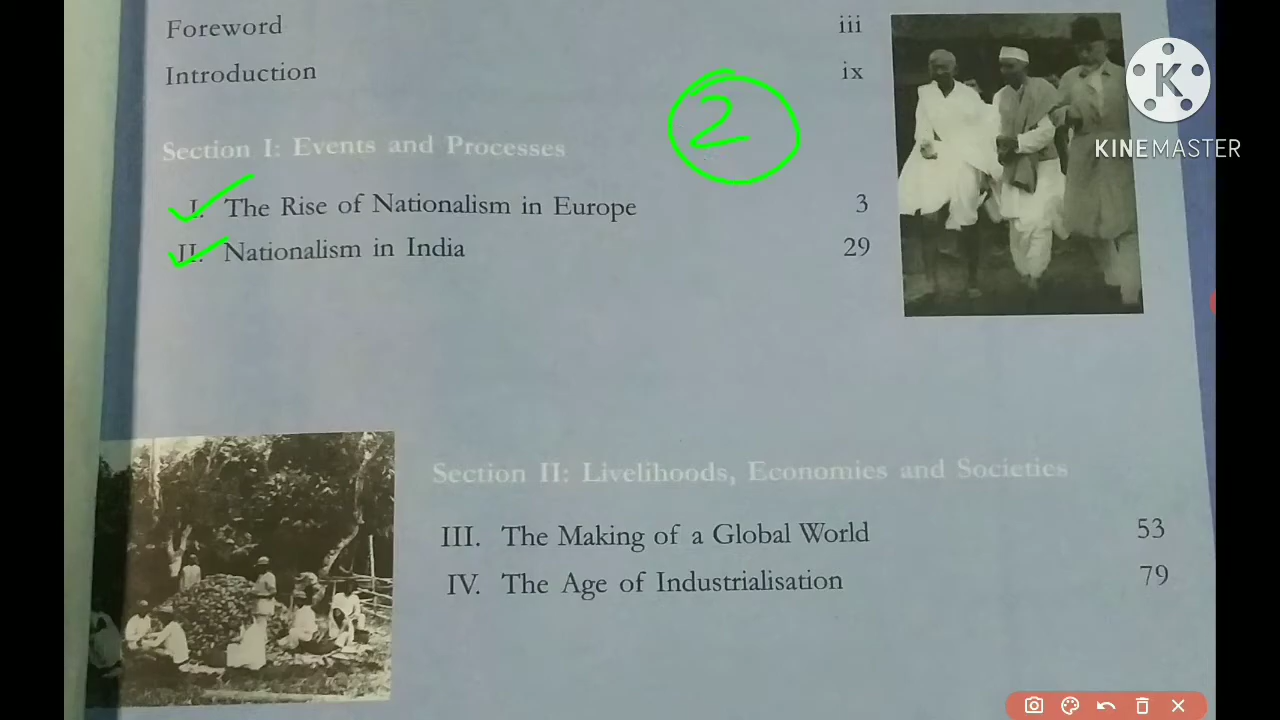 Foreword iii
Introduction ix
2
Section I: Events and Processes
I. The Rise of Nationalism in Europe 3
II. Nationalism in India 29
K
KINEMASTER
Section II: Livelihoods, Economies and Societies
III. The Making of a Global World 53
IV. The Age of Industrialisation 79